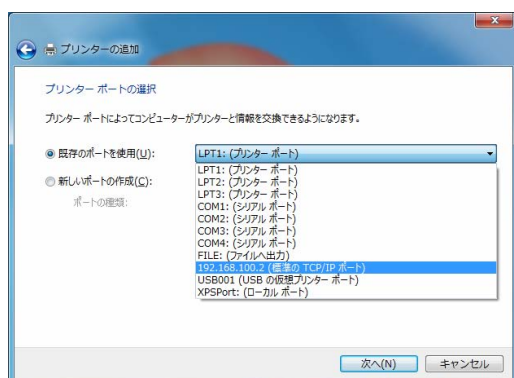 プリンターの追加
プリンター ポートの選択
プリンター ポートによってコンピューターがプリンターと情報を交換できるようになります。
既存のポートを使用(U):
LPT1: (プリンター ポート)
LPT1: (プリンター ポート)
新しいポートの作成(C):
LPT2: (プリンター ポート)
ポートの種類:
LPT3: (プリンター ポート)
COM1: (シリアル ポート)
COM2: (シリアル ポート)
COM3: (シリアル ポート)
COM4: (シリアル ポート)
FILE: (ファイルへ出力)
192.168.100.2 (標準の TCP/IP ポート)
USB001 (USB の仮想プリンター ポート)
XPSPort: (ローカル ポート)
次へ(N)
キャンセル